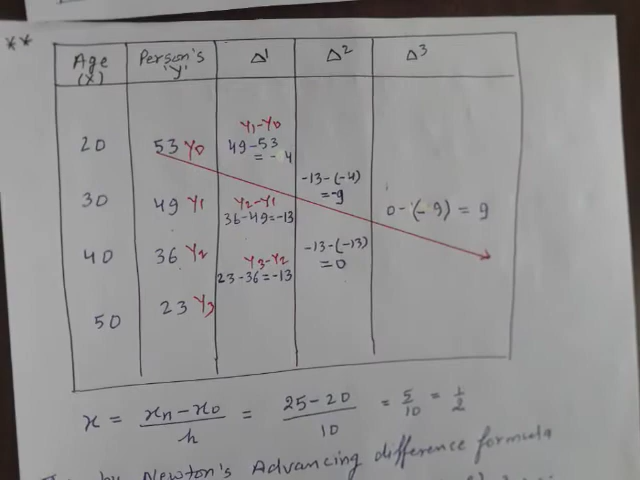 **
Age (X) Person's 'Y' Δ¹ Δ² Δ³
Y₁-Y₀
20 53 Y₀ 49-53
= -4
-13-(-4)
= -9
30 49 Y₁ Y₂-Y₁
36-49=-13
0-(-9) = 9
40 36 Y₂ -13-(-13)
=0
Y₃-Y₂
23-36=-13
50 23 Y₃
x = xn-x0 / h = 25-20 / 10 = 5/10 = 1/2
by Newton's Advancing difference formula